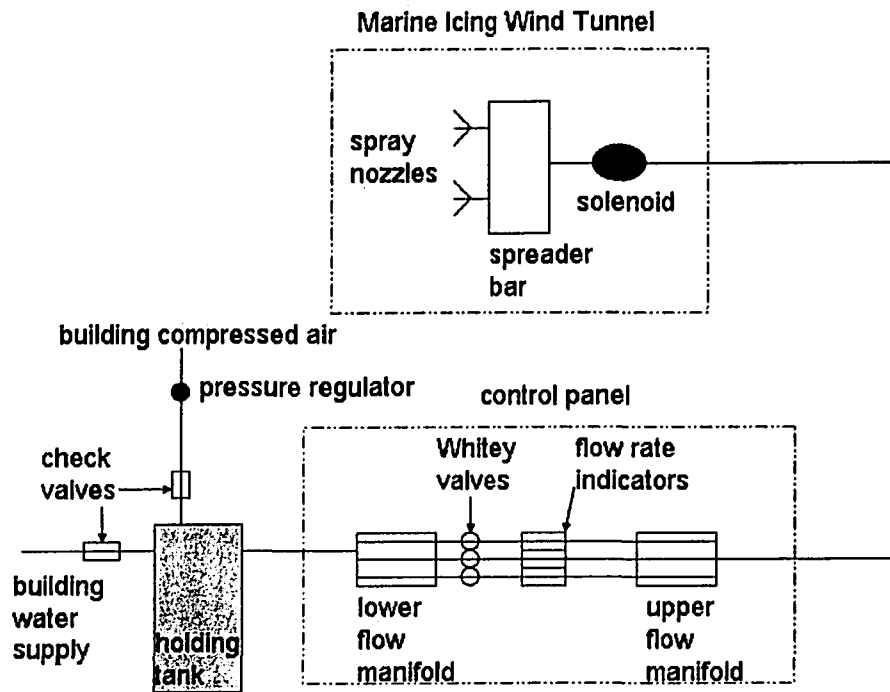 Marine Icing Wind Tunnel
spray
nozzles
solenoid
spreader
bar
building compressed air
pressure regulator
control panel
check
valves
Whitey
valves
flow rate
indicators
building
water
supply
holding
tank
lower
flow
manifold
upper
flow
manifold